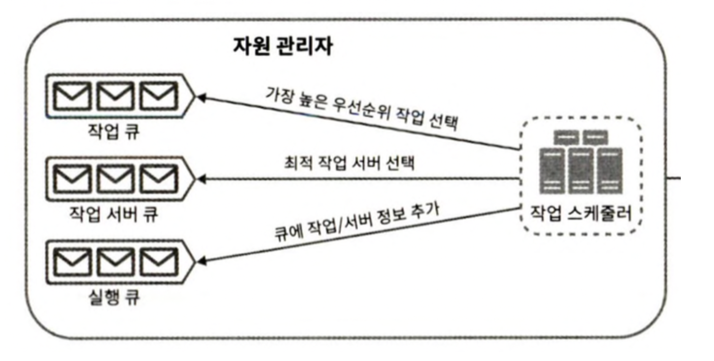 자원 관리자
가장 높은 우선순위 작업 선택
작업 큐
최적 작업 서버 선택
작업 서버 큐
작업 스케줄러
큐에 작업/서버 정보 추가
실행 큐